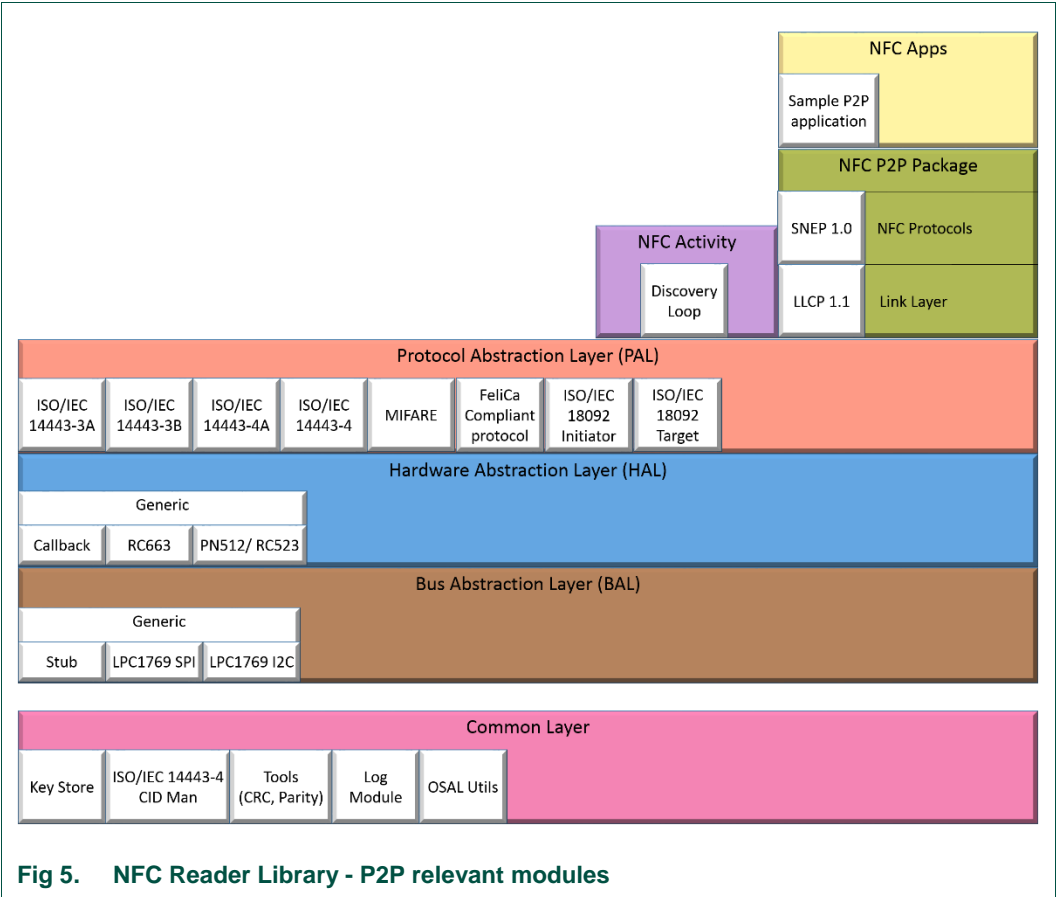 NFC Apps
Sample P2P
application
NFC P2P Package
SNEP 1.0
NFC Protocols
NFC Activity
Discovery
Loop
LLCP 1.1
Link Layer
Protocol Abstraction Layer (PAL)
ISO/IEC
14443-3A
ISO/IEC
14443-3B
ISO/IEC
14443-4A
ISO/IEC
14443-4
MIFARE
FeliCa
Compliant
protocol
ISO/IEC
18092
Initiator
ISO/IEC
18092
Target
Hardware Abstraction Layer (HAL)
Generic
Callback
RC663
PN512/ RC523
Bus Abstraction Layer (BAL)
Generic
Stub
LPC1769 SPI
LPC1769 I2C
Common Layer
Key Store
ISO/IEC 14443-4
CID Man
Tools
(CRC, Parity)
Log
Module
OSAL Utils
Fig 5. NFC Reader Library - P2P relevant modules